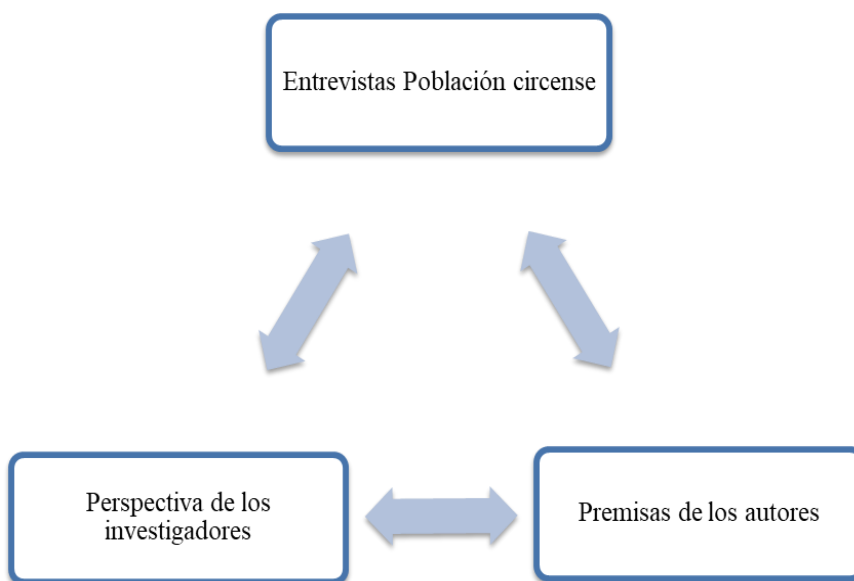 Entrevistas Población circense
Perspectiva de los
investigadores
Premisas de los autores